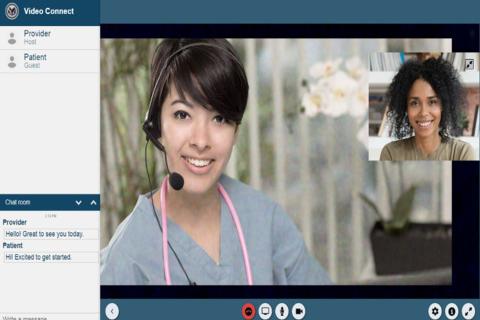 Video Connect
Provider
Host
Patient
Guest
Chat room
Provider
Hello! Great to see you today.
Patient
Hi! Excited to get started.
Write a message